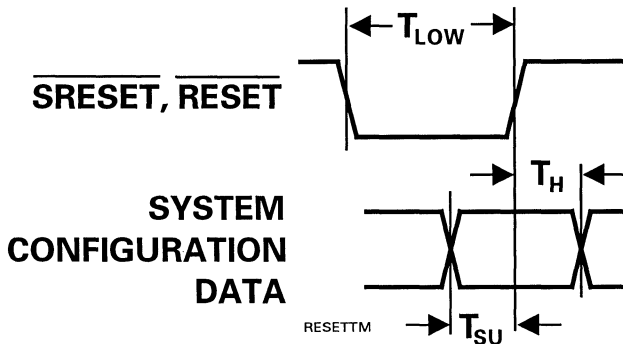 T_LOW
SRESET, RESET
T_H
SYSTEM
CONFIGURATION
DATA
RESETTM
T_SU